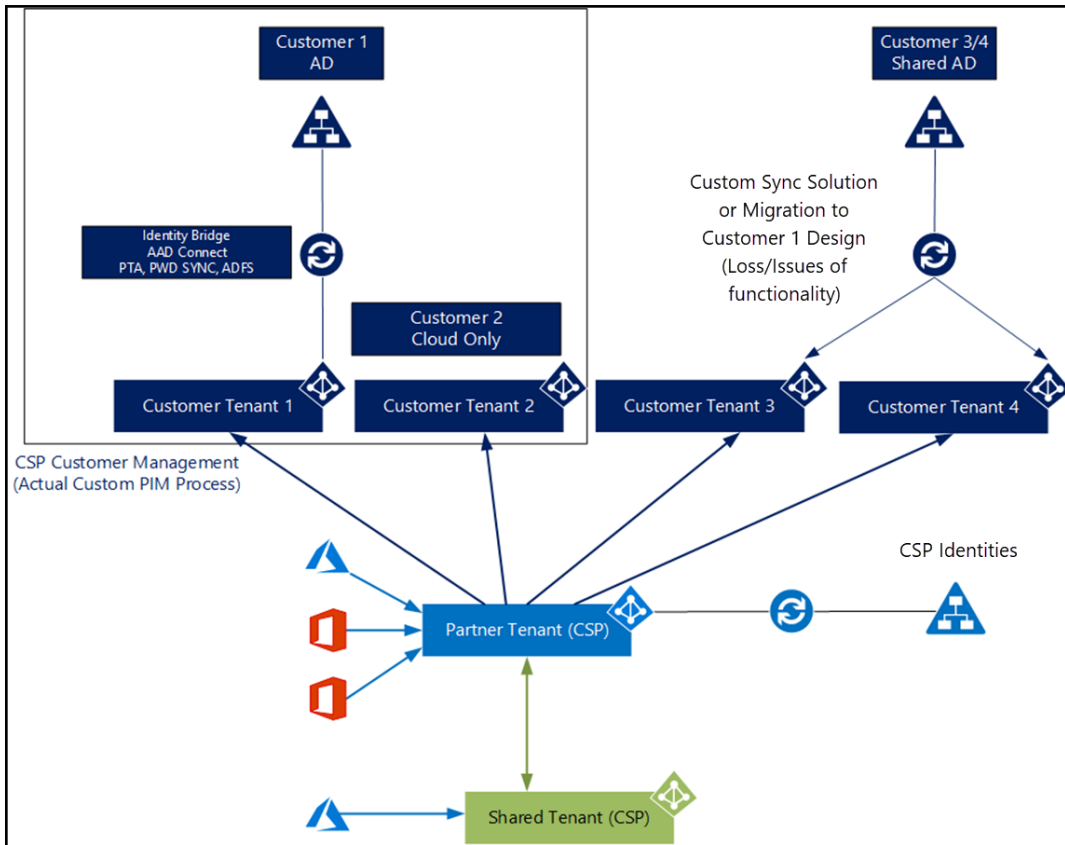 Customer 1
AD
Customer 3/4
Shared AD
Custom Sync Solution
or Migration to
Customer 1 Design
(Loss/Issues of
functionality)
Identity Bridge
AAD Connect
PTA, PWD SYNC, ADFS
Customer 2
Cloud Only
Customer Tenant 1
Customer Tenant 2
Customer Tenant 3
Customer Tenant 4
CSP Customer Management
(Actual Custom PIM Process)
CSP Identities
Partner Tenant (CSP)
Shared Tenant (CSP)